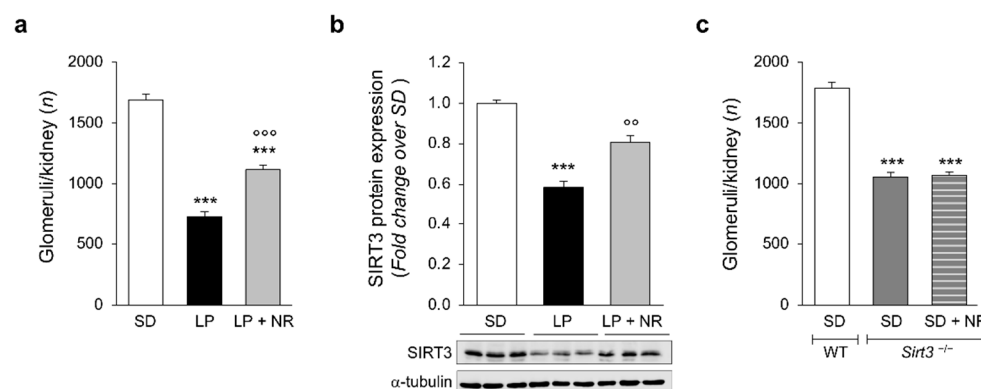 a
Glomeruli/kidney (n)
2000
1500
1000
500
0
***
°°°
***
SD LP LP + NR
b
SIRT3 protein expression
(Fold change over SD )
1.2
1.0
0.8
0.6
0.4
0.2
0.0
***
°°
SD LP LP + NR
SIRT3
α-tubulin
c
Glomeruli/kidney (n)
2000
1500
1000
500
0
*** ***
SD SD SD + NR
WT Sirt3 –/–